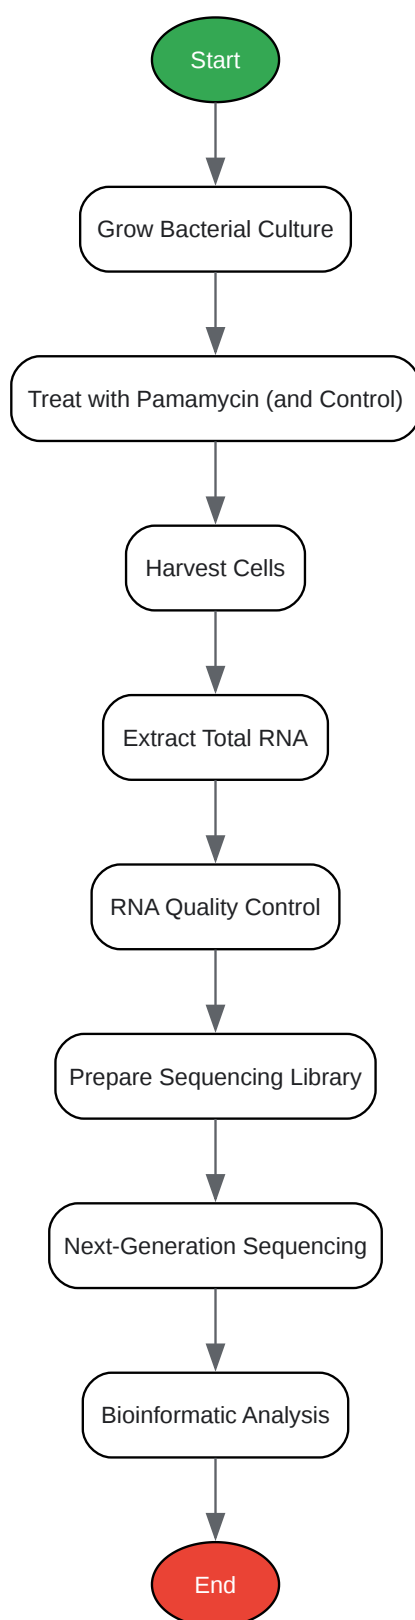 Start
Grow Bacterial Culture
Treat with Pamamycin (and Control)
Harvest Cells
Extract Total RNA
RNA Quality Control
Prepare Sequencing Library
Next-Generation Sequencing
Bioinformatic Analysis
End